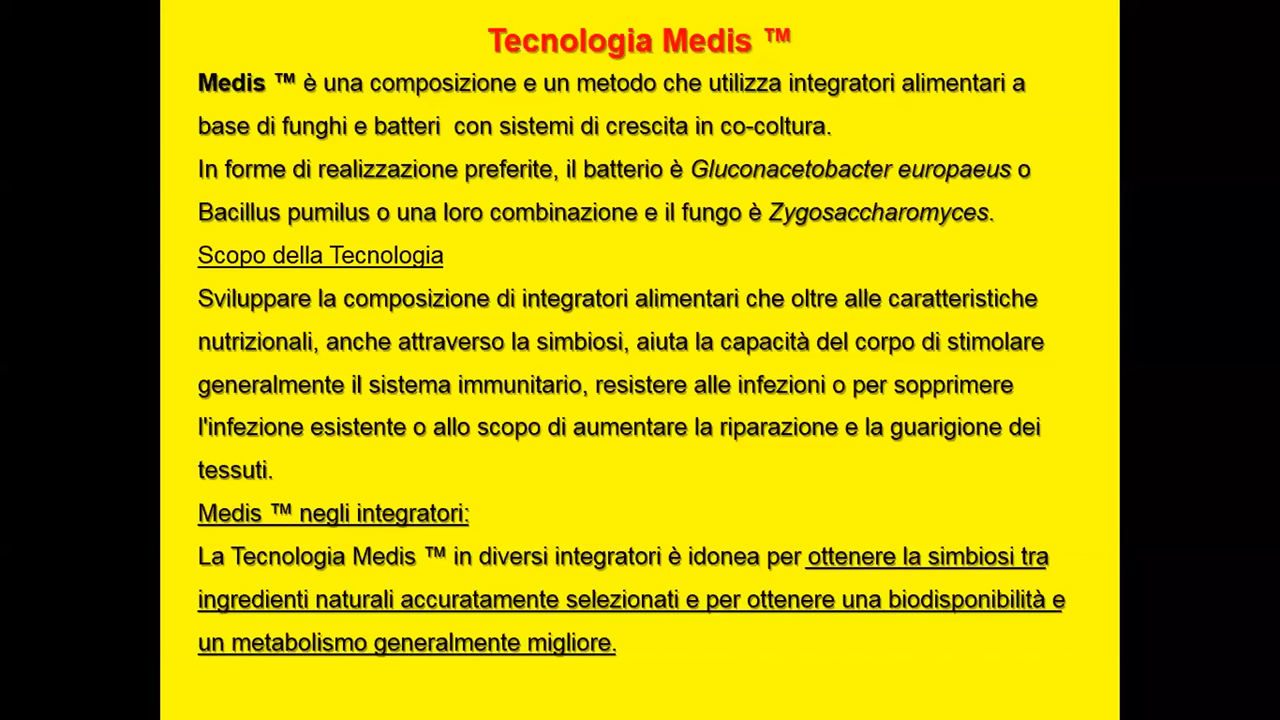 Tecnologia Medis ™
Medis ™ è una composizione e un metodo che utilizza integratori alimentari a
base di funghi e batteri con sistemi di crescita in co-coltura.
In forme di realizzazione preferite, il batterio è Gluconacetobacter europaeus o
Bacillus pumilus o una loro combinazione e il fungo è Zygosaccharomyces.
Scopo della Tecnologia
Sviluppare la composizione di integratori alimentari che oltre alle caratteristiche
nutrizionali, anche attraverso la simbiosi, aiuta la capacità del corpo di stimolare
generalmente il sistema immunitario, resistere alle infezioni o per sopprimere
l'infezione esistente o allo scopo di aumentare la riparazione e la guarigione dei
tessuti.
Medis ™ negli integratori:
La Tecnologia Medis ™ in diversi integratori è idonea per ottenere la simbiosi tra
ingredienti naturali accuratamente selezionati e per ottenere una biodisponibilità e
un metabolismo generalmente migliore.